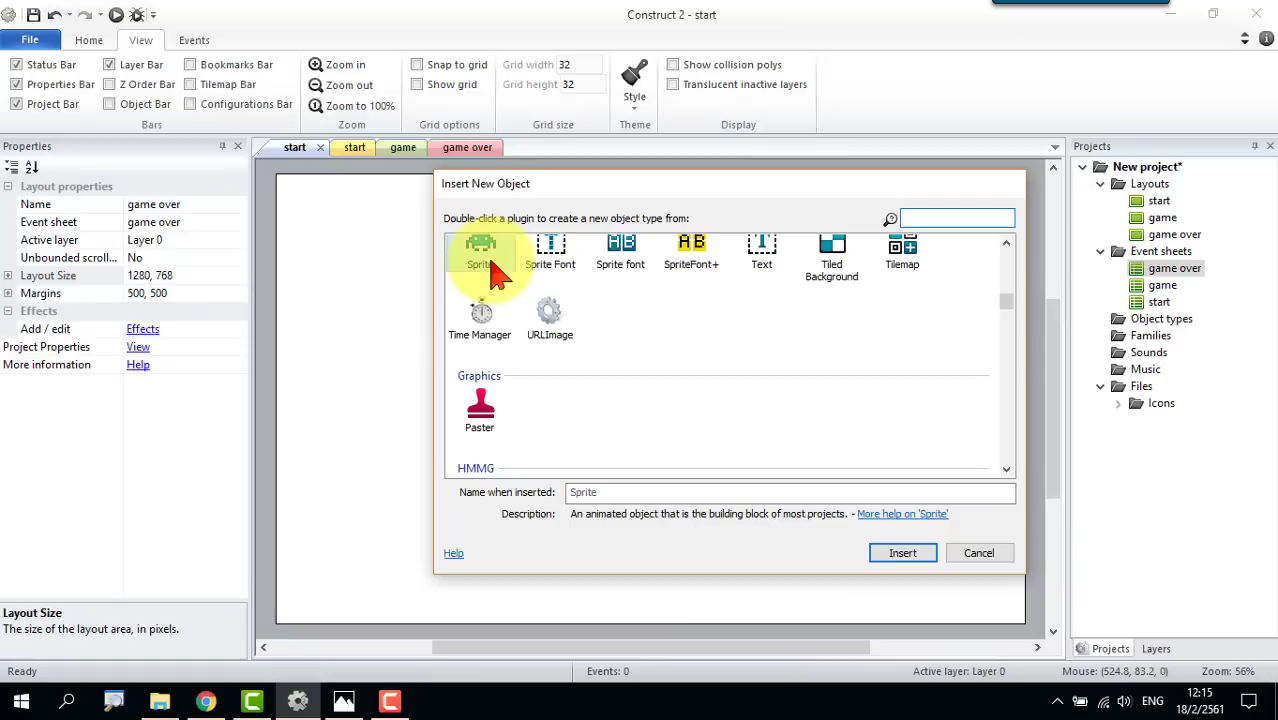 Construct 2 - start
File Home View Events
Status Bar Layer Bar Bookmarks Bar Zoom in Snap to grid Grid width 32 Show collision polys
Properties Bar Z Order Bar Tilemap Bar Zoom out Show grid Grid height 32 Translucent inactive layers
Project Bar Object Bar Configurations Bar Zoom to 100% Style
Bars Zoom Grid options Grid size Theme Display
Properties start start game game over Projects
Layout properties
Name game over
Event sheet game over
Active layer Layer 0
Unbounded scroll... No
Layout Size 1280, 768
Margins 500, 500
Effects
Add / edit Effects
Project Properties View
More information Help
Layout Size
The size of the layout area, in pixels.
Insert New Object
Double-click a plugin to create a new object type from:
Sprite Sprite Font Sprite font SpriteFont+ Text Tiled Background Tilemap
Time Manager URLImage
Graphics
Paster
HMMG
Name when inserted: Sprite
Description: An animated object that is the building block of most projects. - More help on 'Sprite'
Help Insert Cancel
New project*
Layouts
start
game
game over
Event sheets
game over
game
start
Object types
Families
Sounds
Music
Files
Icons
Projects Layers
Ready Events: 0 Active layer: Layer 0 Mouse: (524.8, 83.2, 0) Zoom: 56%
ENG 12:15
18/2/2561